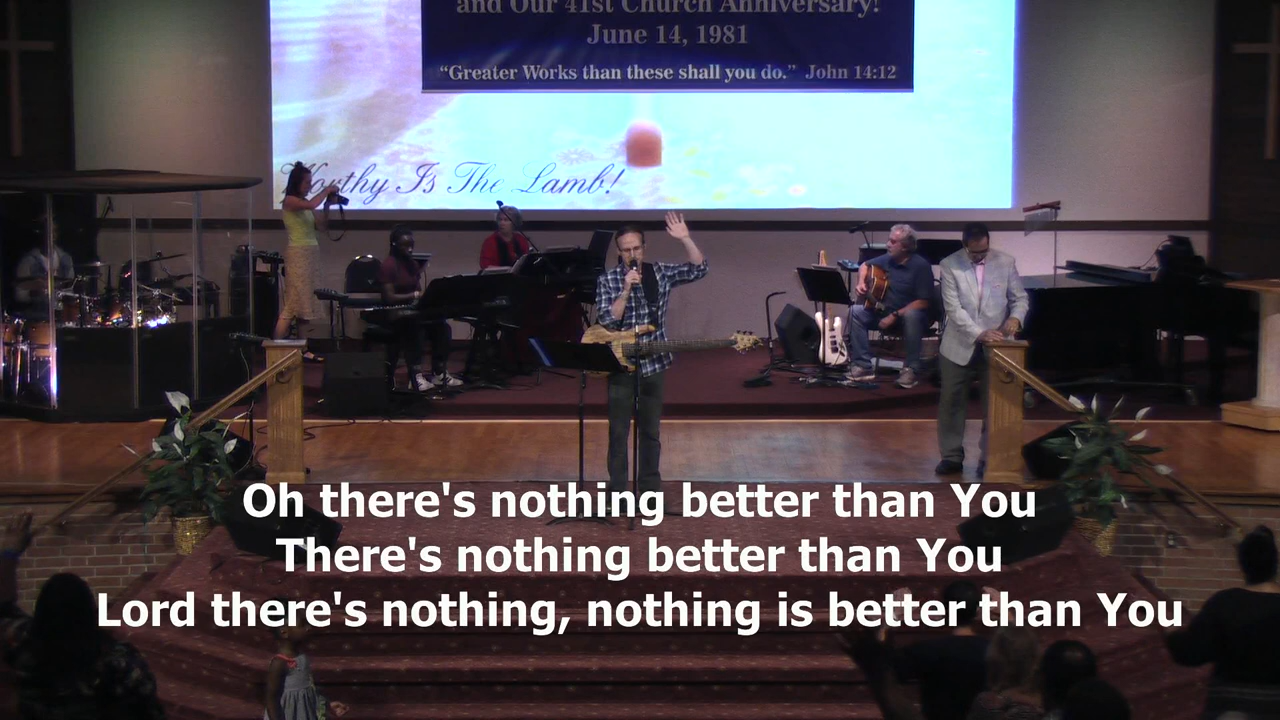 and Our 41st Church Anniversary!
June 14, 1981
“Greater Works than these shall you do.” John 14:12
Worthy Is The Lamb!
Oh there's nothing better than You
There's nothing better than You
Lord there's nothing, nothing is better than You